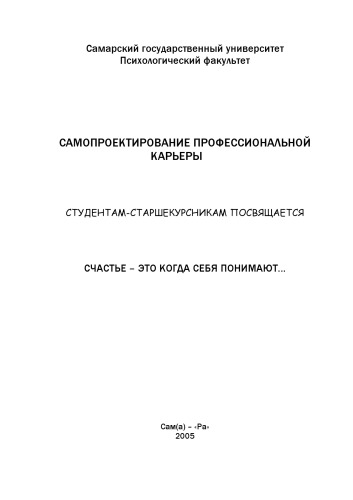 Самарский государственный университет
Психологический факультет
САМОПРОЕКТИРОВАНИЕ ПРОФЕССИОНАЛЬНОЙ
КАРЬЕРЫ
СТУДЕНТАМ-СТАРШЕКУРСНИКАМ ПОСВЯЩАЕТСЯ
СЧАСТЬЕ – ЭТО КОГДА СЕБЯ ПОНИМАЮТ…
Сам(а) – «Ра»
2005